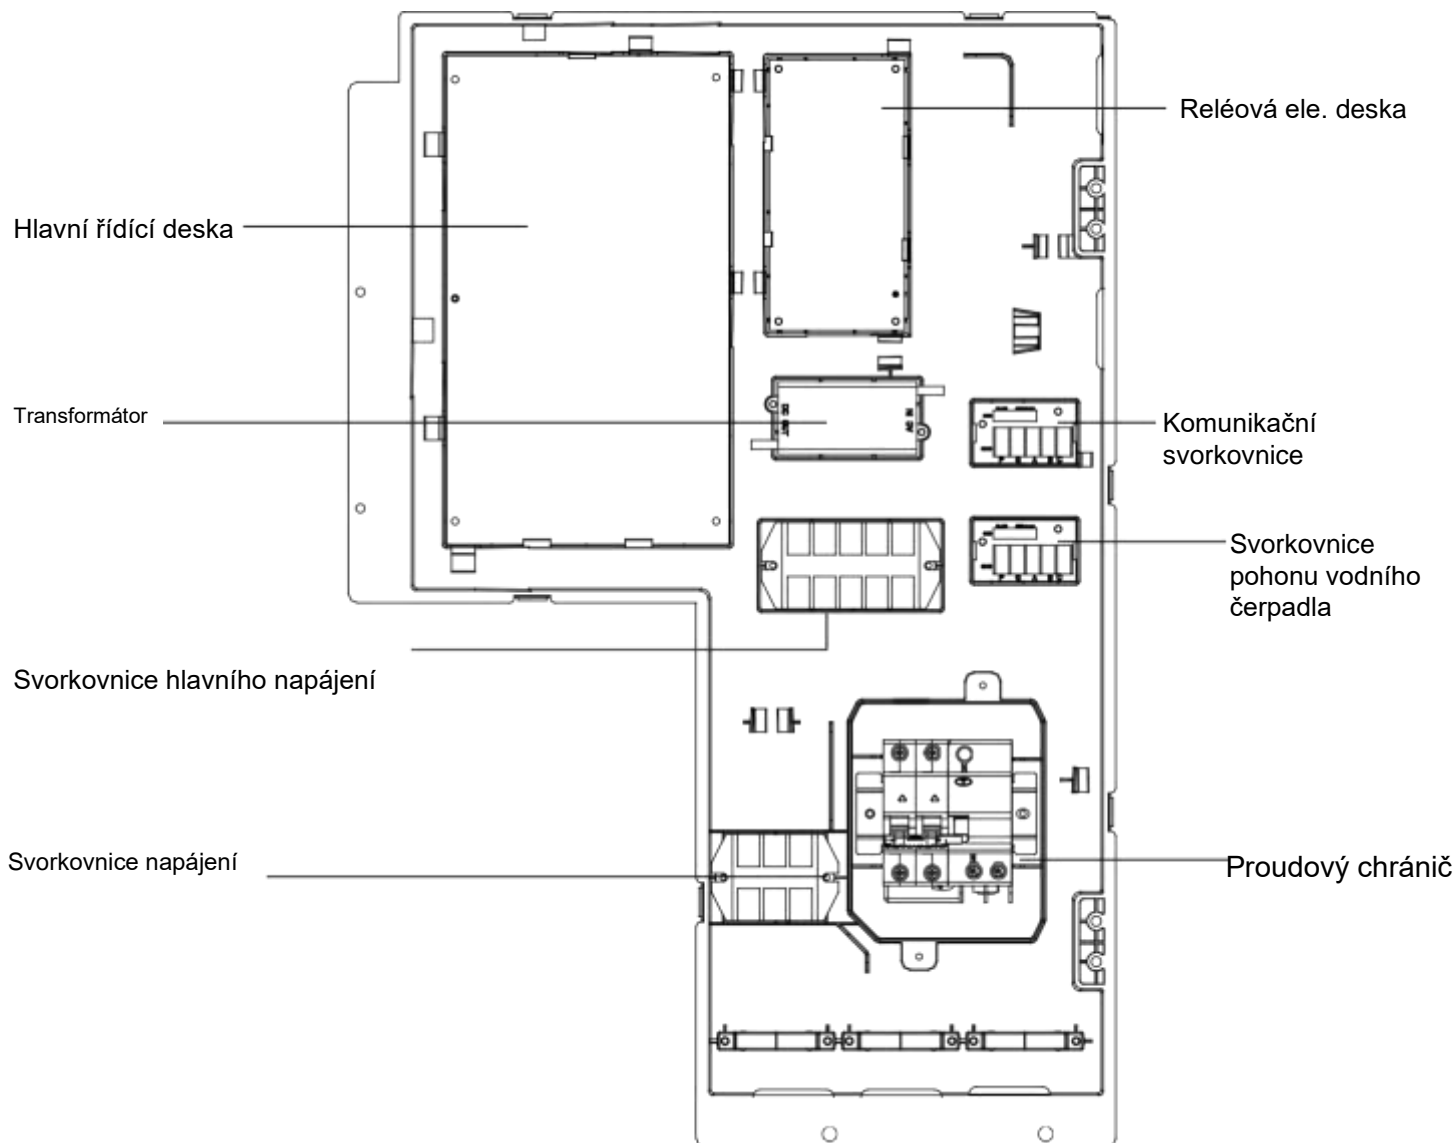 Reléová ele. deska
Hlavní řídící deska
Transformátor
Komunikační
svorkovnice
Svorkovnice
pohonu vodního
čerpadla
Svorkovnice hlavního napájení
Svorkovnice napájení
Proudový chránič